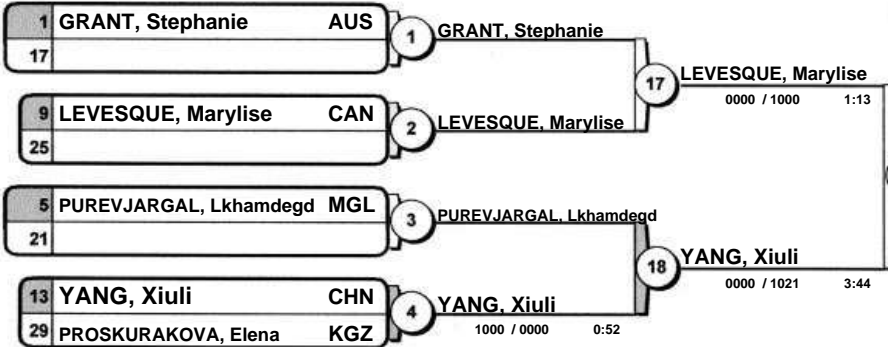 1 GRANT, Stephanie AUS
17
1
GRANT, Stephanie
9 LEVESQUE, Marylise CAN
25
2
LEVESQUE, Marylise
17
LEVESQUE, Marylise
0000 / 1000 1:13
5 PUREVJARGAL, Lkhamdegd MGL
21
3
PUREVJARGAL, Lkhamdegd
13 YANG, Xiuli CHN
29 PROSKURAKOVA, Elena KGZ
4
YANG, Xiuli
1000 / 0000 0:52
18
YANG, Xiuli
0000 / 1021 3:44